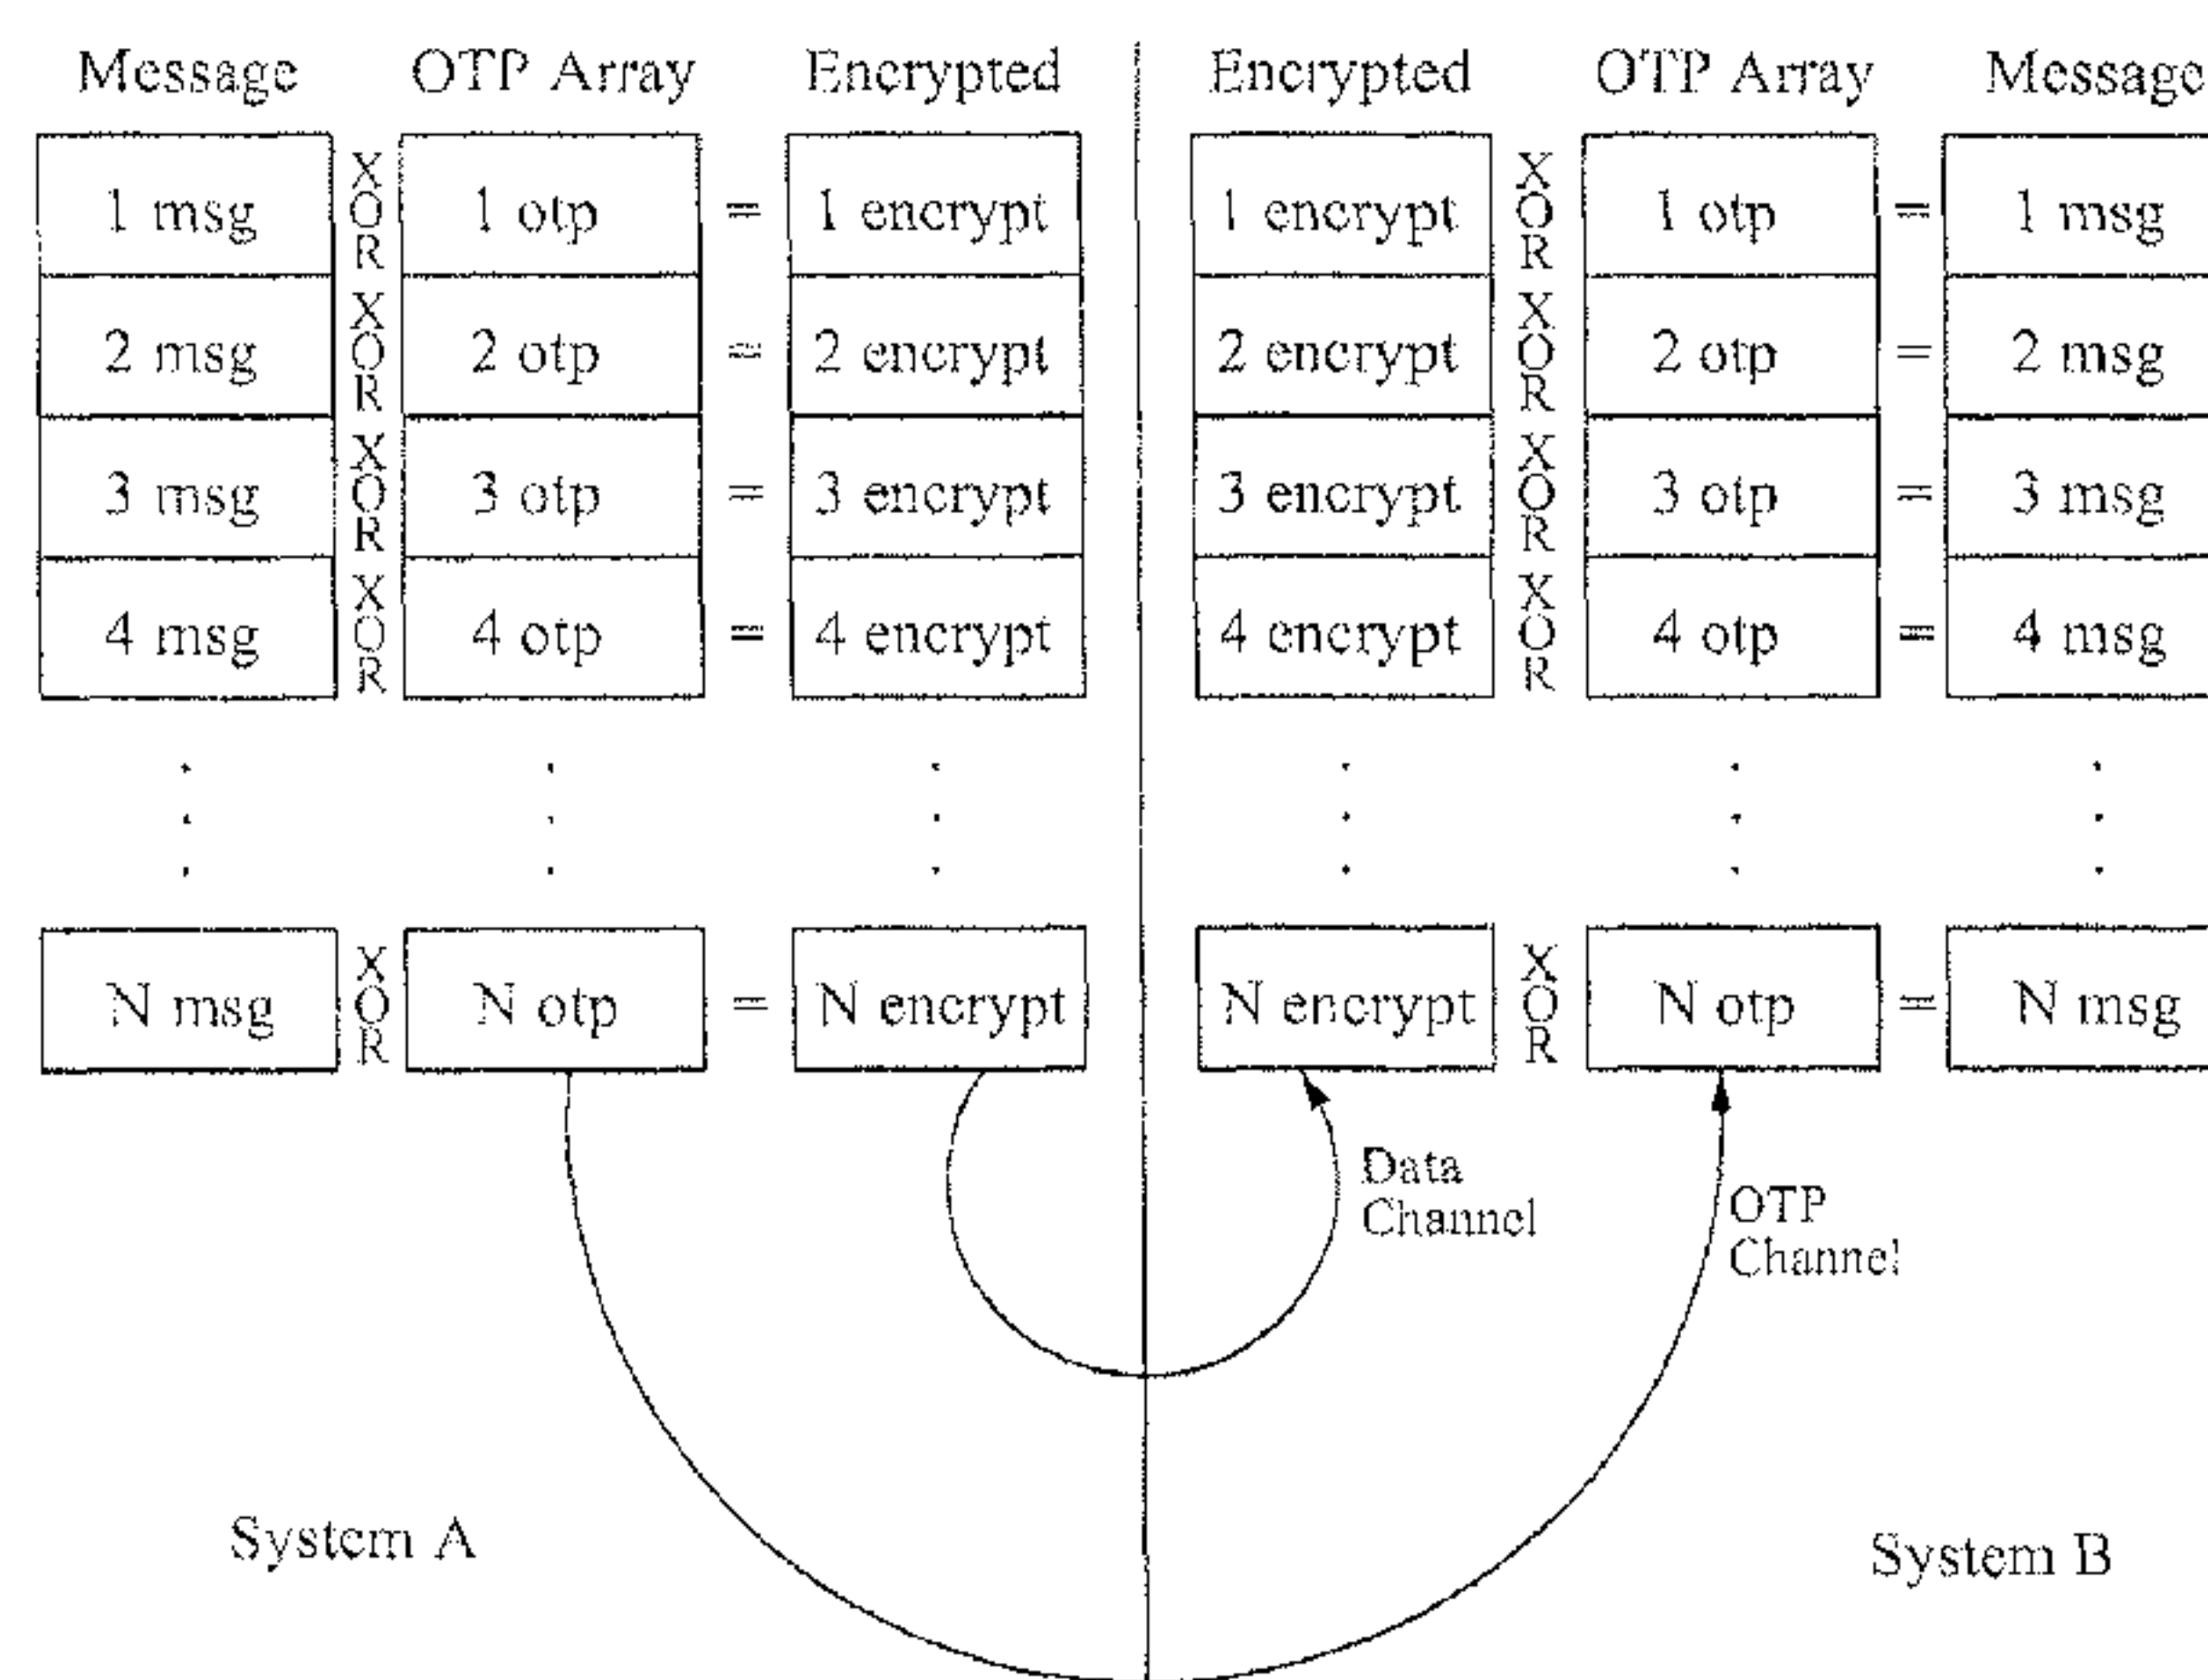 Message OTP Array Encrypted Encrypted OTP Array Message
1 msg XOR 1 otp = 1 encrypt 1 encrypt XOR 1 otp = 1 msg
2 msg XOR 2 otp = 2 encrypt 2 encrypt XOR 2 otp = 2 msg
3 msg XOR 3 otp = 3 encrypt 3 encrypt XOR 3 otp = 3 msg
4 msg XOR 4 otp = 4 encrypt 4 encrypt XOR 4 otp = 4 msg
N msg XOR N otp = N encrypt N encrypt XOR N otp = N msg
Data
Channel
OTP
Channel
System A System B